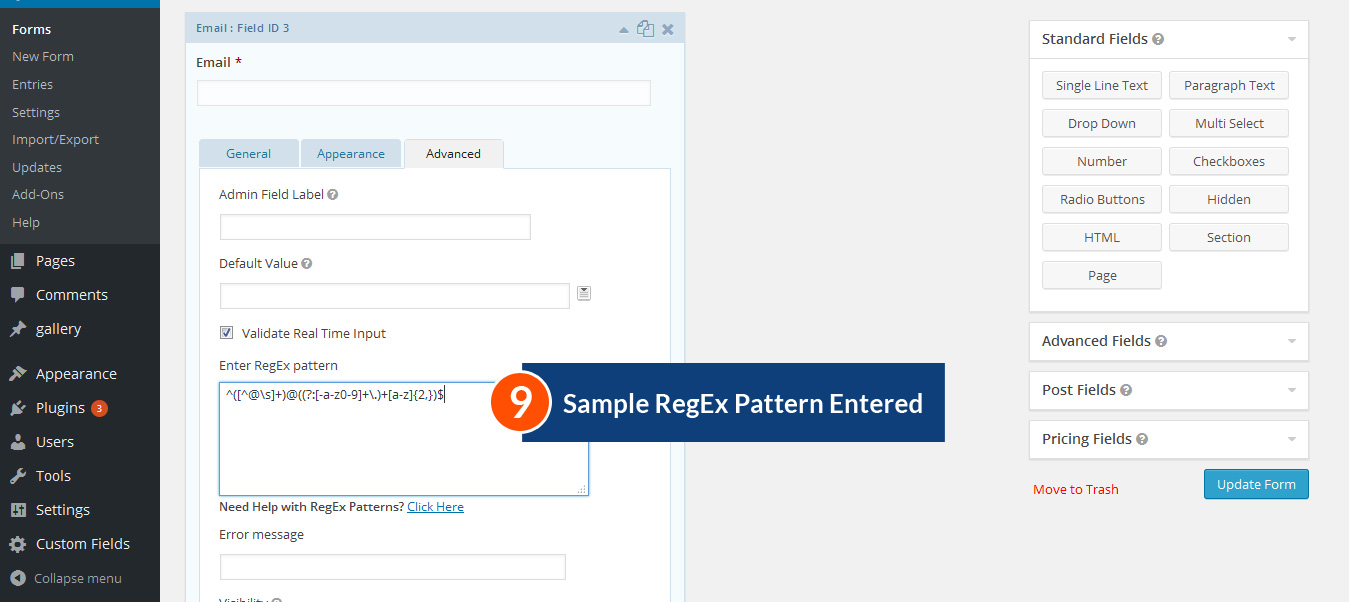 Forms
New Form
Entries
Settings
Import/Export
Updates
Add-Ons
Help
Pages
Comments
gallery
Appearance
Plugins 3
Users
Tools
Settings
Custom Fields
Collapse menu
Email : Field ID 3
Email *
General Appearance Advanced
Admin Field Label ?
Default Value ?
Validate Real Time Input
Enter RegEx pattern
^([^@\s]+)@((?:[-a-z0-9]+\.)+[a-z]{2,})$
9 Sample RegEx Pattern Entered
Need Help with RegEx Patterns? Click Here
Error message
Visibility ?
Standard Fields ?
Single Line Text Paragraph Text
Drop Down Multi Select
Number Checkboxes
Radio Buttons Hidden
HTML Section
Page
Advanced Fields ?
Post Fields ?
Pricing Fields ?
Move to Trash Update Form